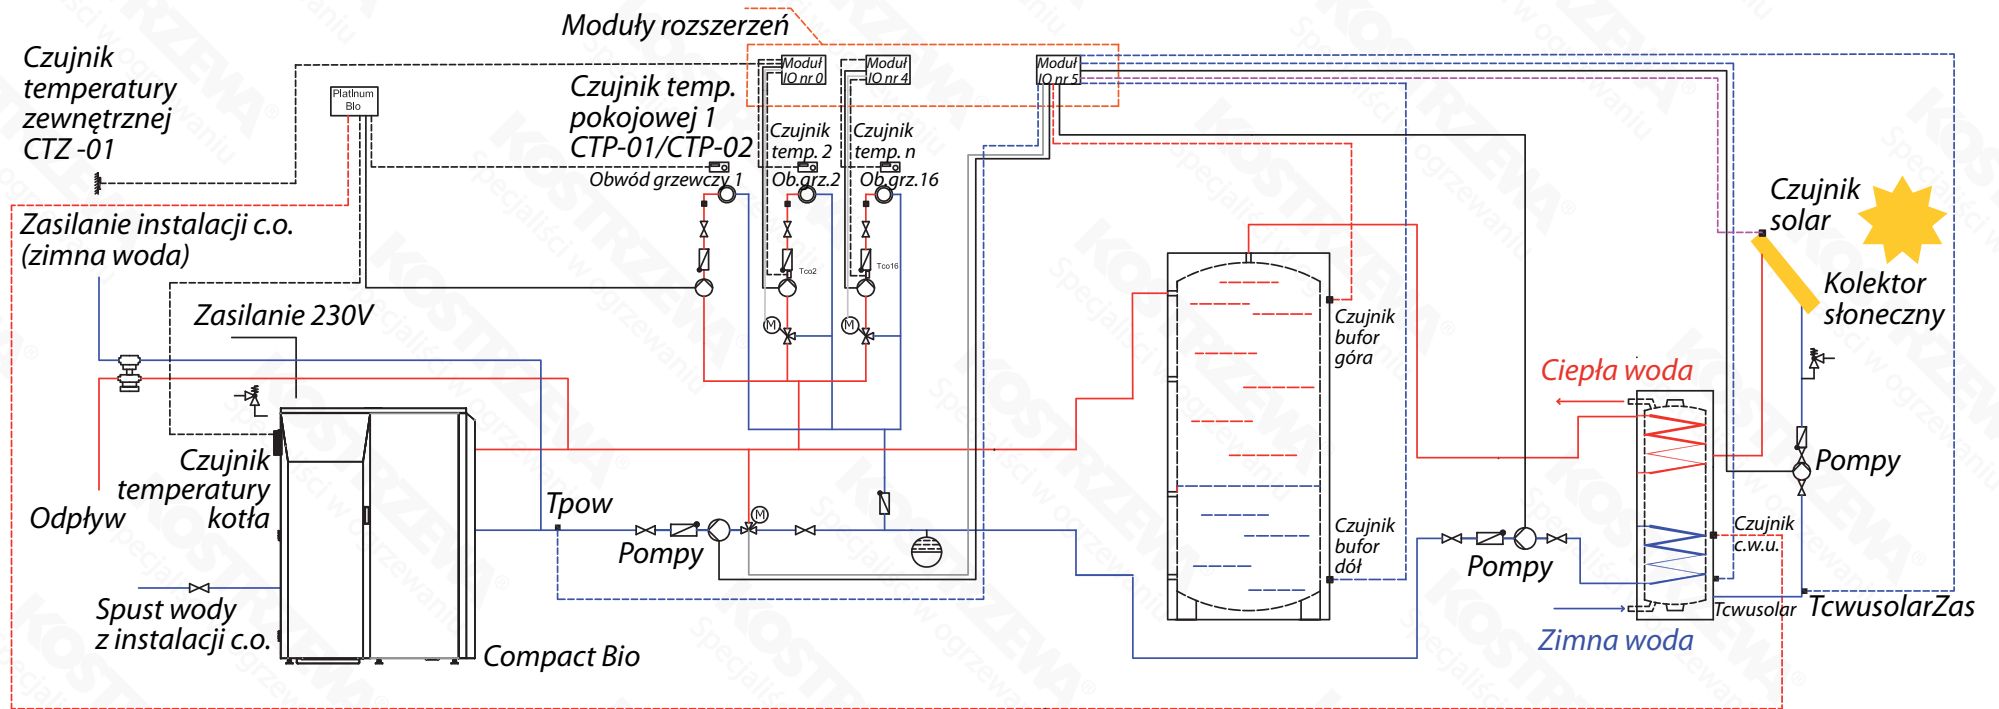 Moduły rozszerzeń
Czujnik
temperatury
zewnętrznej
CTZ -01
Platinum
BIo
Czujnik temp.
pokojowej 1
CTP-01/CTP-02
Moduł
IO nr 0
Moduł
IO nr 4
Moduł
IO nr 5
Czujnik
temp. 2
Czujnik
temp. n
Obwód grzewczy 1
Ob.grz.2
Ob.grz.16
Zasilanie instalacji c.o.
(zimna woda)
Zasilanie 230V
Tco2
Tco16
M
M
Czujnik
solar
Kolektor
słoneczny
Czujnik
bufor
góra
Ciepła woda
Czujnik
temperatury
kotła
Odpływ
Tpow
M
Pompy
Pompy
Czujnik
bufor
dół
Pompy
Czujnik
c.w.u.
Spust wody
z instalacji c.o.
Compact Bio
Tcwusolar
TcwusolarZas
Zimna woda
KOSTRZEWA®
Specjaliści w ogrzewaniu